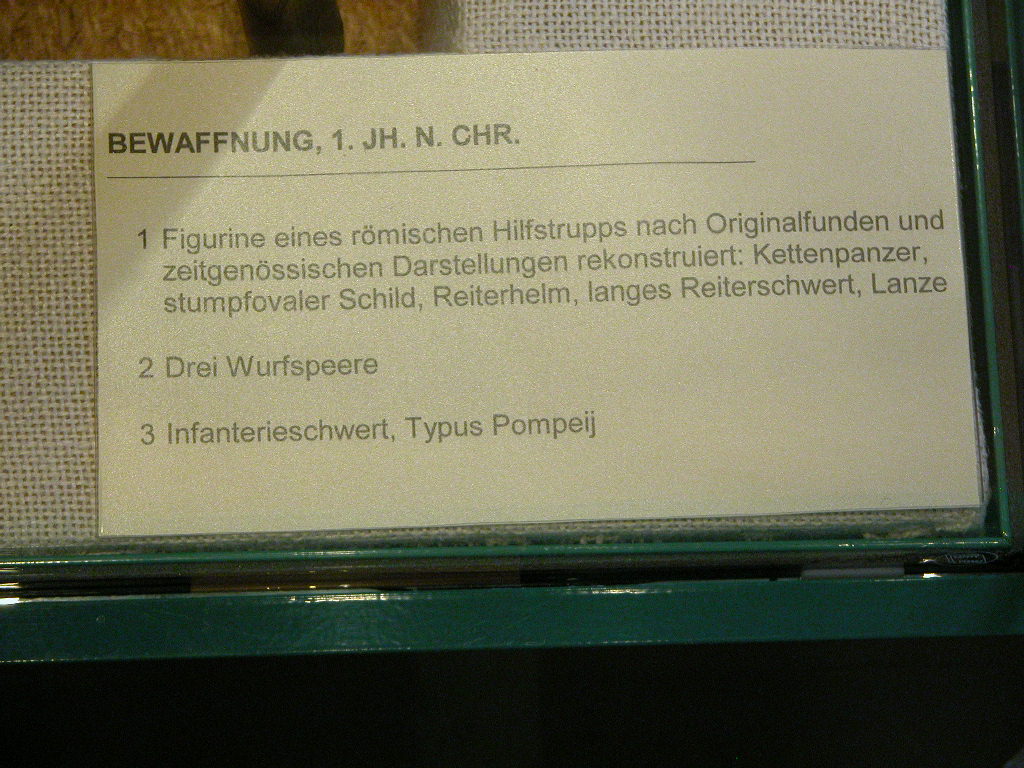 BEWAFFNUNG, 1. JH. N. CHR.
1 Figurine eines römischen Hilfstrupps nach Originalfunden und
zeitgenössischen Darstellungen rekonstruiert: Kettenpanzer,
stumpfovaler Schild, Reiterhelm, langes Reiterschwert, Lanze
2 Drei Wurfspeere
3 Infanterieschwert, Typus Pompeij